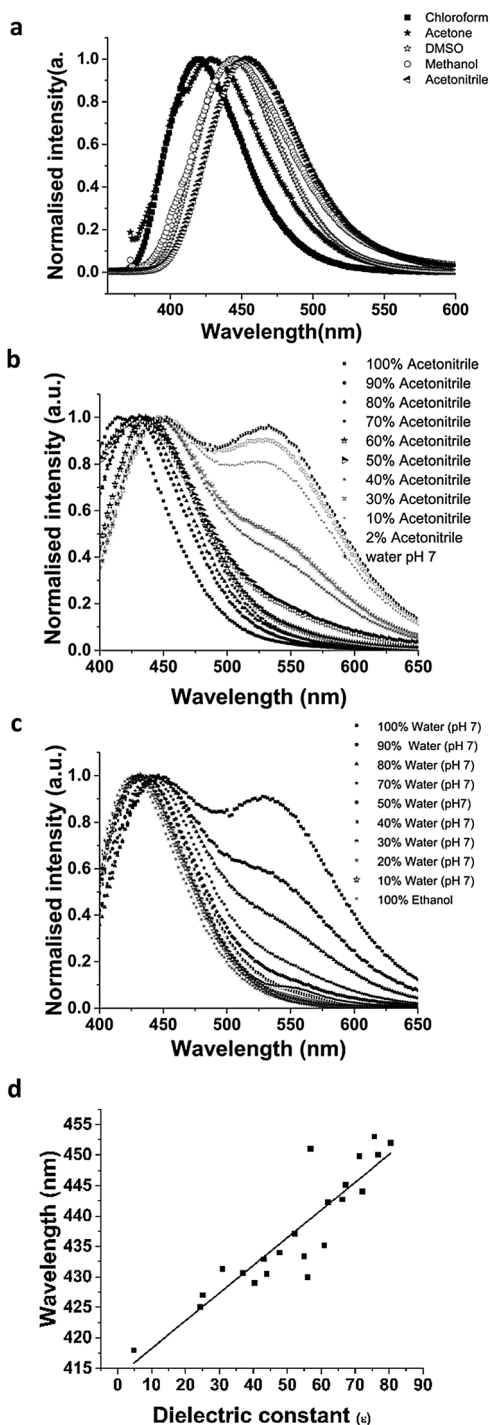 a
Chloroform
Acetone
DMSO
Methanol
Acetonitrile
Normalised intensity(a.
1.0
0.8
0.6
0.4
0.2
0.0
400 450 500 550 600
Wavelength(nm)
b
100% Acetonitrile
90% Acetonitrile
80% Acetonitrile
70% Acetonitrile
60% Acetonitrile
50% Acetonitrile
40% Acetonitrile
30% Acetonitrile
10% Acetonitrile
2% Acetonitrile
water pH 7
Normalised intensity (a.u.)
1.0
0.8
0.6
0.4
0.2
0.0
400 450 500 550 600 650
Wavelength (nm)
c
100% Water (pH 7)
90% Water (pH 7)
80% Water (pH 7)
70% Water (pH 7)
50% Water (pH7)
40% Water (pH 7)
30% Water (pH 7)
20% Water (pH 7)
10% Water (pH 7)
100% Ethanol
Normalised intensity (a.u.)
1.0
0.8
0.6
0.4
0.2
0.0
400 450 500 550 600 650
Wavelength (nm)
d
Wavelength (nm)
455
450
445
440
435
430
425
420
415
0 10 20 30 40 50 60 70 80 90
Dielectric constant (ε)